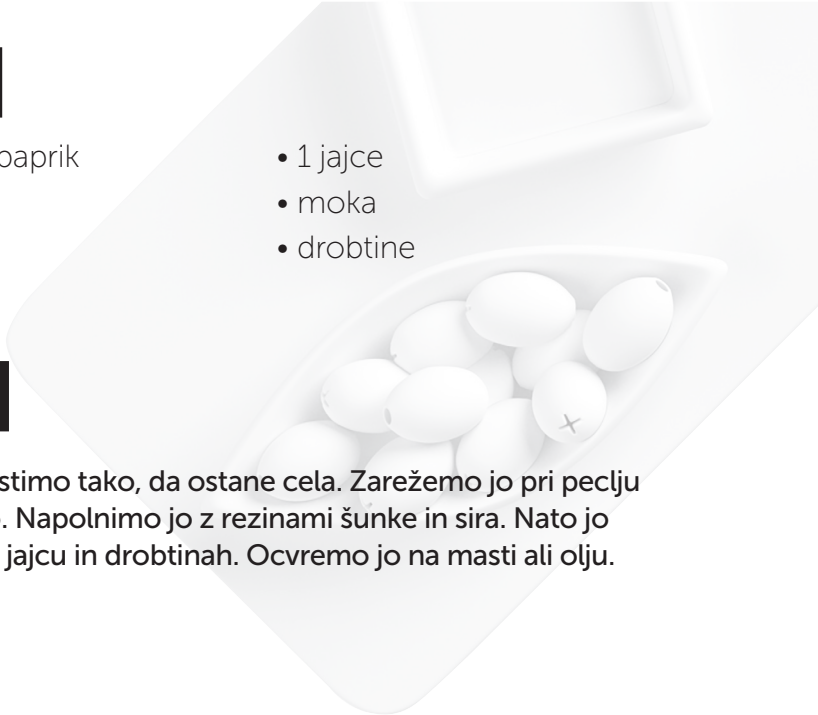 paprik
• 1 jajce
• moka
• drobtine
stimo tako, da ostane cela. Zarežemo jo pri peclju
. Napolnimo jo z rezinami šunke in sira. Nato jo
jajcu in drobtinah. Ocvremo jo na masti ali olju.